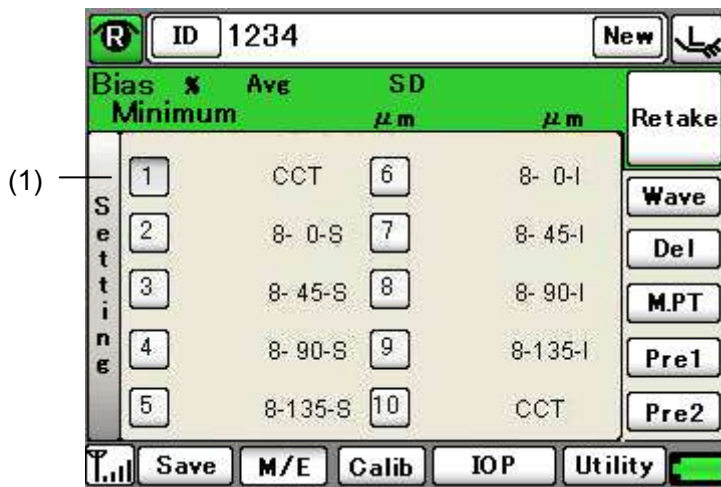 R ID 1234 New
Bias % Avg SD
Minimum μm μm
Retake
(1)
Setting
1 CCT 6 8- 0-I
2 8- 0-S 7 8- 45-I
3 8- 45-S 8 8- 90-I
4 8- 90-S 9 8-135-I
5 8-135-S 10 CCT
Wave
Del
M.PT
Pre1
Pre2
Save M/E Calib IOP Utility